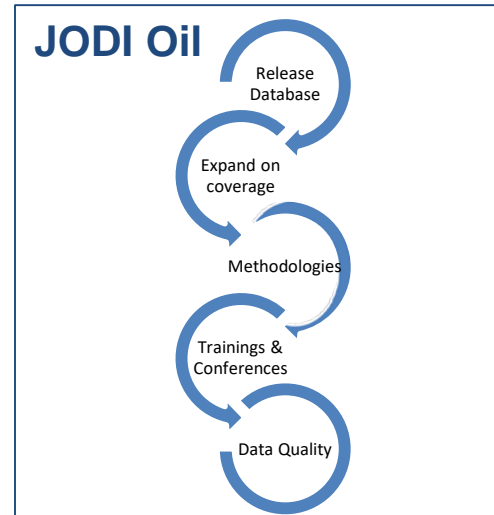 JODI Oil
Release
Database
Expand on
coverage
Methodologies
Trainings &
Conferences
Data Quality